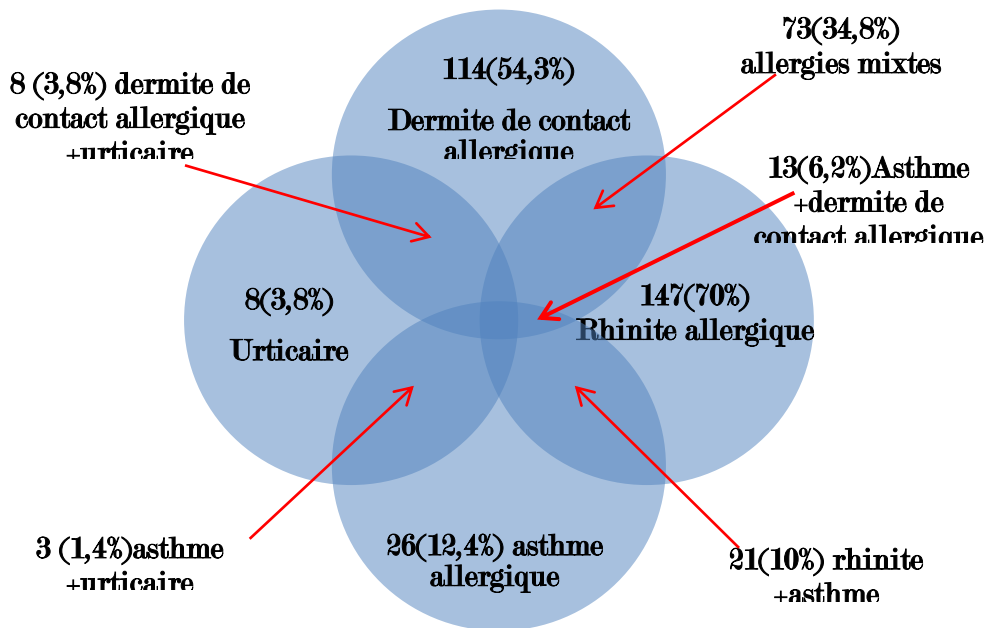 114(54,3%)
Dermite de contact
allergique
73(34,8%)
allergies mixtes
8 (3,8%) dermite de
contact allergique
+urticaire
13(6,2%)Asthme
+dermite de
contact allergique
8(3,8%)
Urticaire
147(70%)
Rhinite allergique
3 (1,4%)asthme
+urticaire
26(12,4%) asthme
allergique
21(10%) rhinite
+asthme